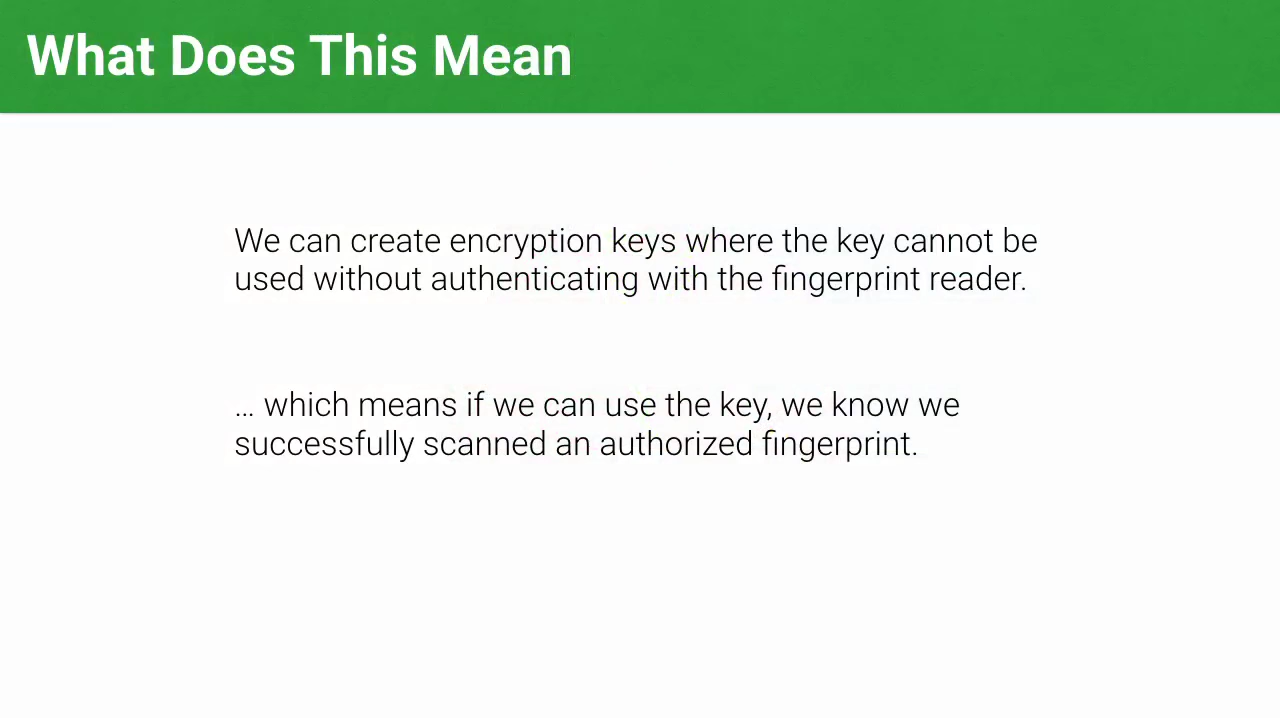 What Does This Mean
We can create encryption keys where the key cannot be
used without authenticating with the fingerprint reader.
… which means if we can use the key, we know we
successfully scanned an authorized fingerprint.